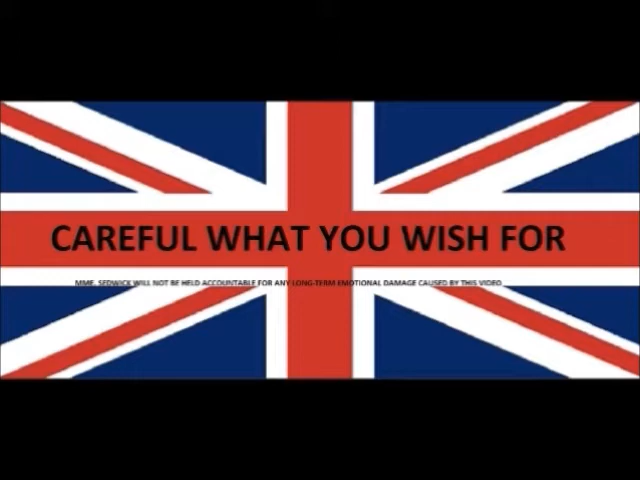 CAREFUL WHAT YOU WISH FOR
MME. SEDWICK WILL NOT BE HELD ACCOUNTABLE FOR ANY LONG-TERM EMOTIONAL DAMAGE CAUSED BY THIS VIDEO